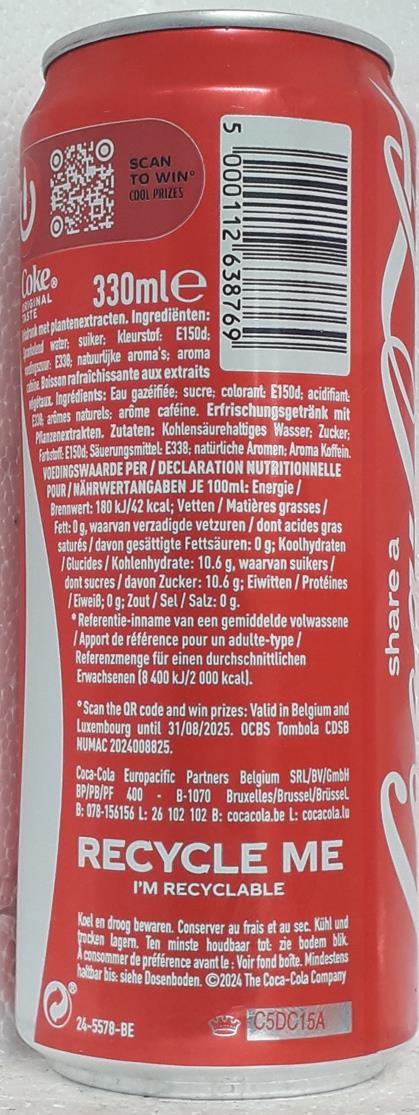 SCAN
TO WIN°
COOL PRIZES
5 000112 638769
Coke®
ORIGINAL
TASTE
330ml e
met plantenextracten. Ingrediënten:
water; suiker; kleurstof: E150d;
E338; natuurlijke aroma's; aroma
Boisson rafraîchissante aux extraits
végétaux. Ingrédients: Eau gazéifiée; sucre; colorant: E150d; acidifiant:
E338; arômes naturels; arôme caféine. Erfrischungsgetränk mit
Pflanzenextrakten. Zutaten: Kohlensäurehaltiges Wasser; Zucker;
Farbstoff: E150d; Säuerungsmittel: E338; natürliche Aromen; Aroma Koffein.
VOEDINGSWAARDE PER / DECLARATION NUTRITIONNELLE
POUR / NÄHRWERTANGABEN JE 100ml: Energie /
Brennwert: 180 kJ/42 kcal; Vetten / Matières grasses /
Fett: 0 g, waarvan verzadigde vetzuren / dont acides gras
saturés / davon gesättigte Fettsäuren: 0 g; Koolhydraten
/ Glucides / Kohlenhydrate: 10.6 g, waarvan suikers /
dont sucres / davon Zucker: 10.6 g; Eiwitten / Protéines
/ Eiweiß: 0 g; Zout / Sel / Salz: 0 g.
*Referentie-inname van een gemiddelde volwassene
/ Apport de référence pour un adulte-type /
Referenzmenge für einen durchschnittlichen
Erwachsenen (8 400 kJ/2 000 kcal).
°Scan the QR code and win prizes: Valid in Belgium and
Luxembourg until 31/08/2025. OCBS Tombola CDSB
NUMAC 2024008825.
Coca-Cola Europacific Partners Belgium SRL/BV/GmbH
BP/PB/PF 400 - B-1070 Bruxelles/Brussel/Brüssel.
B: 078-156156 L: 26 102 102 B: cocacola.be L: cocacola.lu
RECYCLE ME
I'M RECYCLABLE
Koel en droog bewaren. Conserver au frais et au sec. Kühl und
trocken lagern. Ten minste houdbaar tot: zie bodem blik.
À consommer de préférence avant le : Voir fond boîte. Mindestens
haltbar bis: siehe Dosenboden. ©2024 The Coca-Cola Company
24-5578-BE
C5DC15A
share a